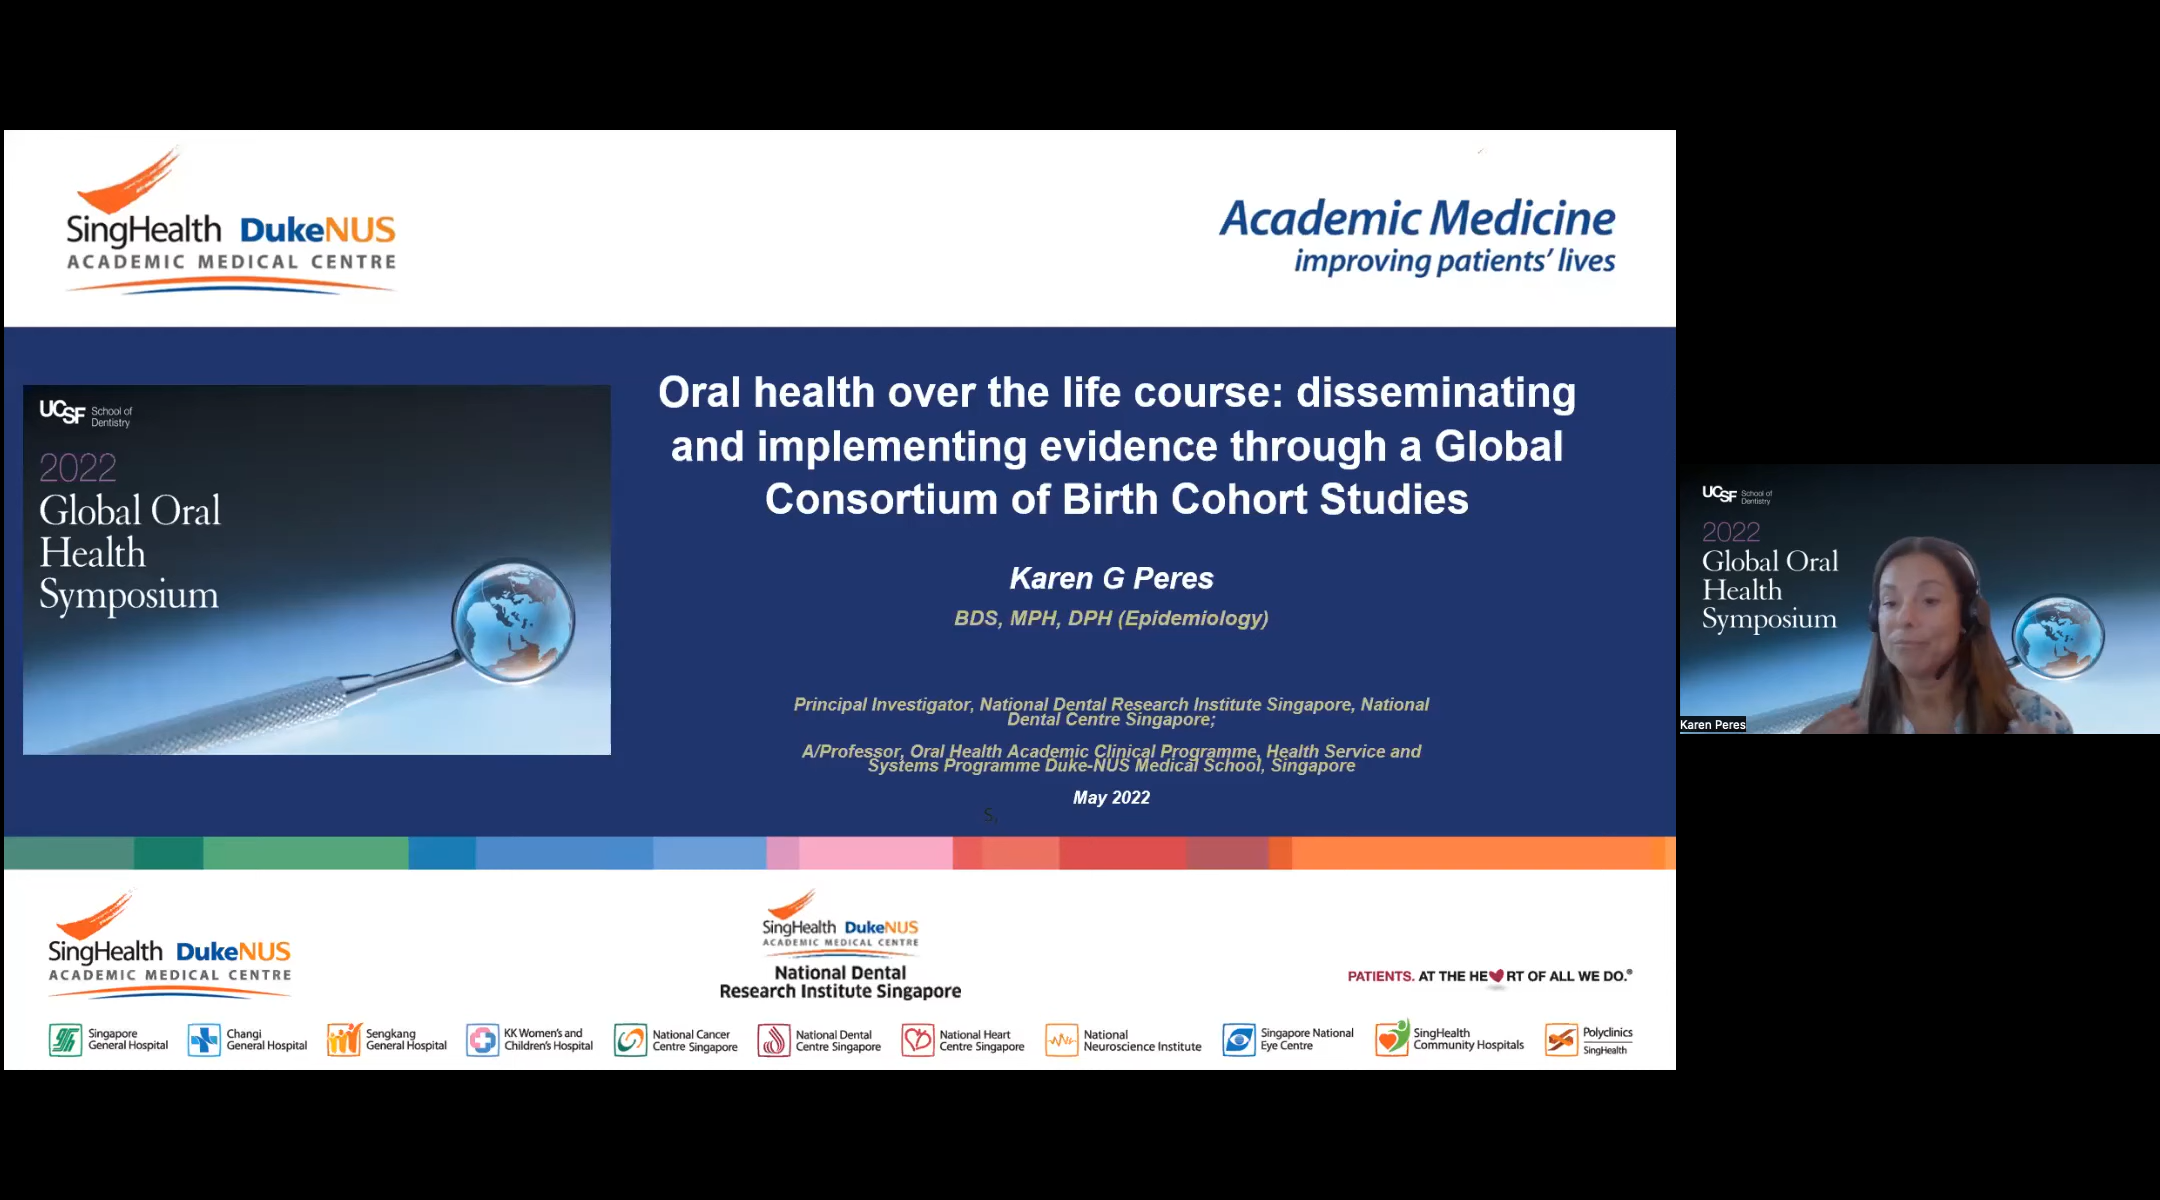 SingHealth DukeNUS
ACADEMIC MEDICAL CENTRE
Academic Medicine
improving patients' lives
UCSF School of
Dentistry
2022
Global Oral
Health
Symposium
Oral health over the life course: disseminating
and implementing evidence through a Global
Consortium of Birth Cohort Studies
Karen G Peres
BDS, MPH, DPH (Epidemiology)
Principal Investigator, National Dental Research Institute Singapore, National
Dental Centre Singapore;
A/Professor, Oral Health Academic Clinical Programme, Health Service and
Systems Programme Duke-NUS Medical School, Singapore
May 2022
S,
UCSF School of
Dentistry
2022
Global Oral
Health
Symposium
Karen Peres
SingHealth DukeNUS
ACADEMIC MEDICAL CENTRE
SingHealth DukeNUS
ACADEMIC MEDICAL CENTRE
National Dental
Research Institute Singapore
PATIENTS. AT THE HE♥RT OF ALL WE DO.®
Singapore
General Hospital
Changi
General Hospital
Sengkang
General Hospital
KK Women's and
Children's Hospital
National Cancer
Centre Singapore
National Dental
Centre Singapore
National Heart
Centre Singapore
National
Neuroscience Institute
Singapore National
Eye Centre
SingHealth
Community Hospitals
Polyclinics
SingHealth